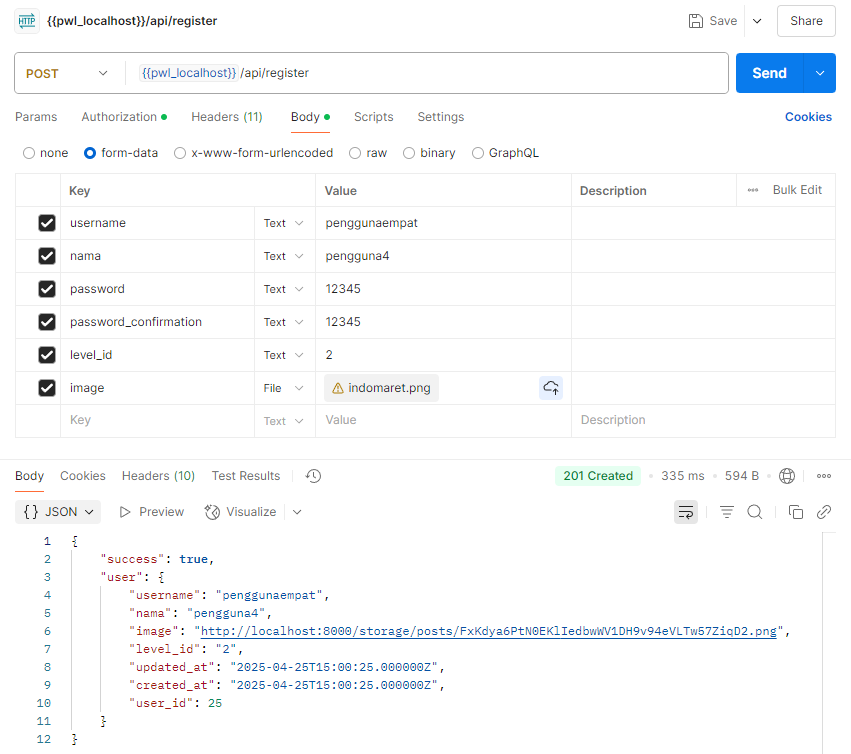 HTTP {{pwl_localhost}}/api/register Save Share
POST {{pwl_localhost}} /api/register Send
Params Authorization Headers (11) Body Scripts Settings Cookies
none form-data x-www-form-urlencoded raw binary GraphQL
Key Value Description Bulk Edit
username Text penggunaempat
nama Text pengguna4
password Text 12345
password_confirmation Text 12345
level_id Text 2
image File indomaret.png
Key Text Value Description
Body Cookies Headers (10) Test Results 201 Created 335 ms 594 B
{} JSON Preview Visualize
1 {
2 "success": true,
3 "user": {
4 "username": "penggunaempat",
5 "nama": "pengguna4",
6 "image": "http://localhost:8000/storage/posts/FxKdya6PtN0EKlIedbwWV1DH9v94eVLTw57ZiqD2.png",
7 "level_id": "2",
8 "updated_at": "2025-04-25T15:00:25.000000Z",
9 "created_at": "2025-04-25T15:00:25.000000Z",
10 "user_id": 25
11 }
12 }